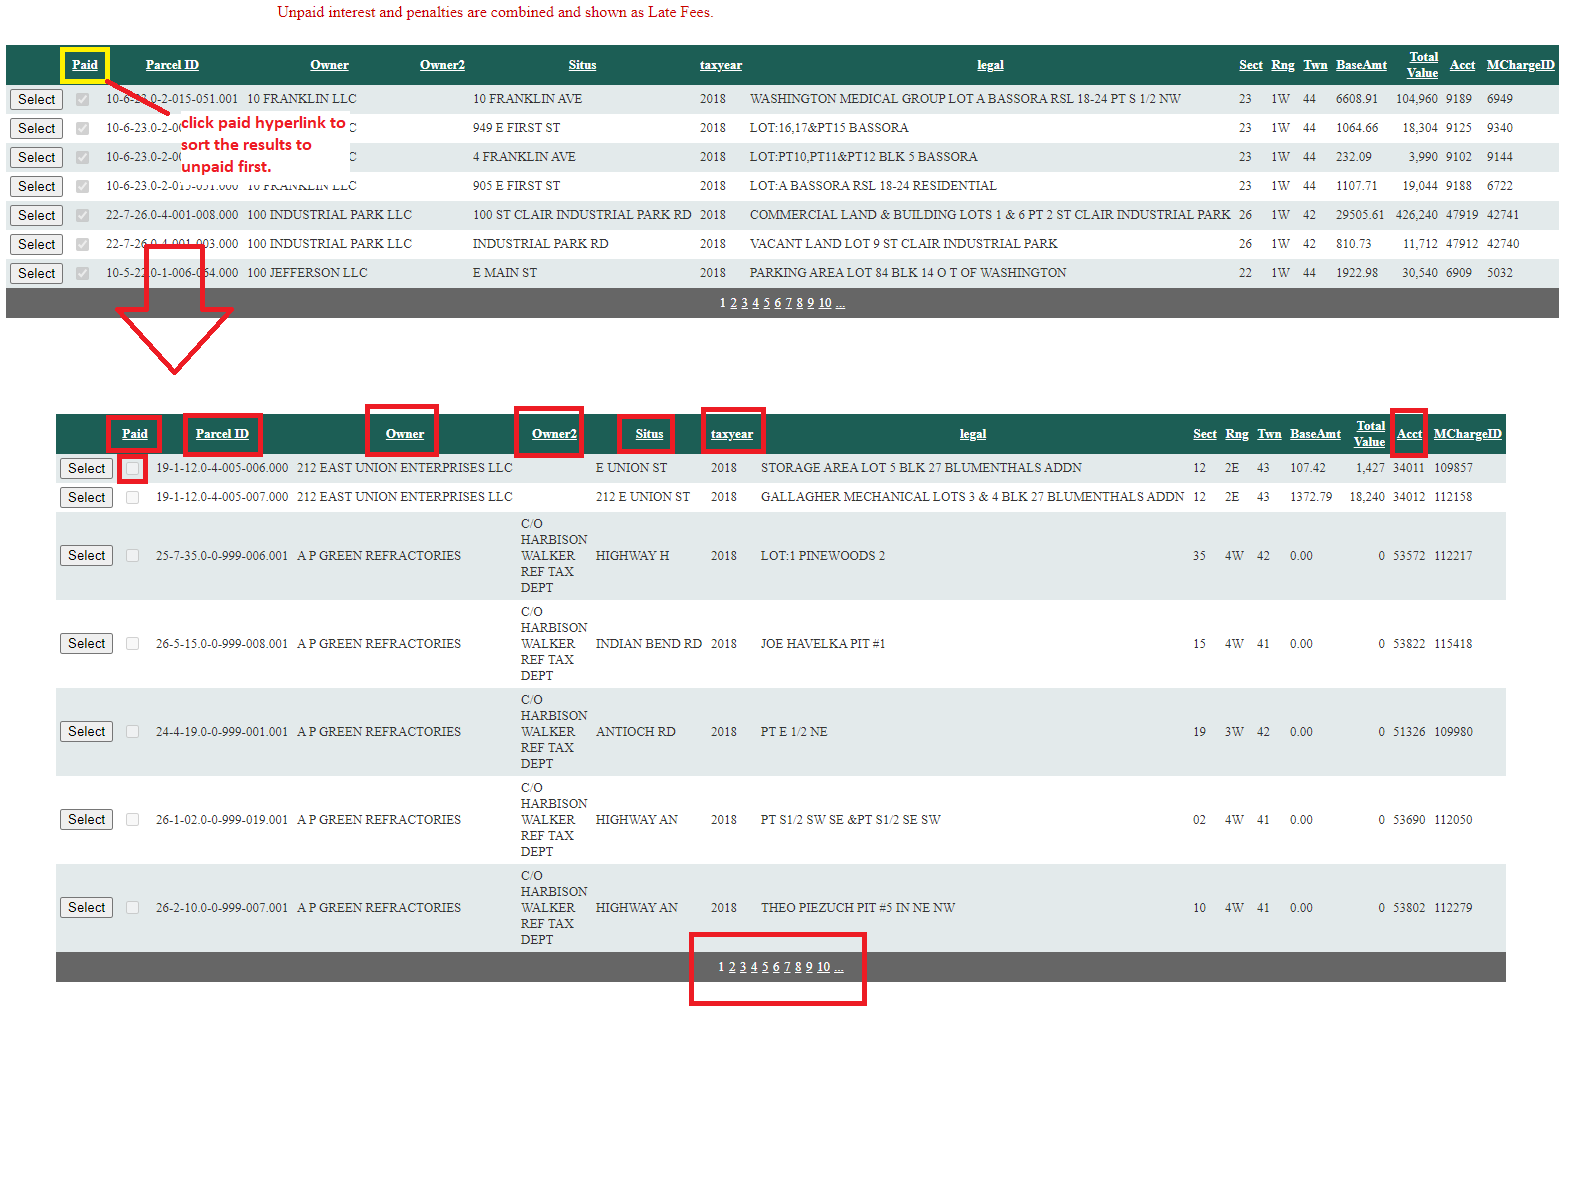 Unpaid interest and penalties are combined and shown as Late Fees.
Paid Parcel ID Owner Owner2 Situs taxyear legal Sect Rng Twn BaseAmt Total Value Acct MChargeID
Select 10-6-23.0-2-015-051.001 10 FRANKLIN LLC 10 FRANKLIN AVE 2018 WASHINGTON MEDICAL GROUP LOT A BASSORA RSL 18-24 PT S 1/2 NW 23 1W 44 6608.91 104,960 9189 6949
Select 10-6-23.0-2-00 C 949 E FIRST ST 2018 LOT:16,17&PT15 BASSORA 23 1W 44 1064.66 18,304 9125 9340
click paid hyperlink to
sort the results to
unpaid first.
Select 10-6-23.0-2-00 C 4 FRANKLIN AVE 2018 LOT:PT10,PT11&PT12 BLK 5 BASSORA 23 1W 44 232.09 3,990 9102 9144
Select 10-6-23.0-2-015-051.000 10 FRANKLIN LLC 905 E FIRST ST 2018 LOT:A BASSORA RSL 18-24 RESIDENTIAL 23 1W 44 1107.71 19,044 9188 6722
Select 22-7-26.0-4-001-008.000 100 INDUSTRIAL PARK LLC 100 ST CLAIR INDUSTRIAL PARK RD 2018 COMMERCIAL LAND & BUILDING LOTS 1 & 6 PT 2 ST CLAIR INDUSTRIAL PARK 26 1W 42 29505.61 426,240 47919 42741
Select 22-7-26.0-4-001-003.000 100 INDUSTRIAL PARK LLC INDUSTRIAL PARK RD 2018 VACANT LAND LOT 9 ST CLAIR INDUSTRIAL PARK 26 1W 42 810.73 11,712 47912 42740
Select 10-5-22.0-1-006-064.000 100 JEFFERSON LLC E MAIN ST 2018 PARKING AREA LOT 84 BLK 14 O T OF WASHINGTON 22 1W 44 1922.98 30,540 6909 5032
1 2 3 4 5 6 7 8 9 10 ...
Paid Parcel ID Owner Owner2 Situs taxyear legal Sect Rng Twn BaseAmt Total Value Acct MChargeID
Select 19-1-12.0-4-005-006.000 212 EAST UNION ENTERPRISES LLC E UNION ST 2018 STORAGE AREA LOT 5 BLK 27 BLUMENTHALS ADDN 12 2E 43 107.42 1,427 34011 109857
Select 19-1-12.0-4-005-007.000 212 EAST UNION ENTERPRISES LLC 212 E UNION ST 2018 GALLAGHER MECHANICAL LOTS 3 & 4 BLK 27 BLUMENTHALS ADDN 12 2E 43 1372.79 18,240 34012 112158
Select 25-7-35.0-0-999-006.001 A P GREEN REFRACTORIES C/O HARBISON WALKER REF TAX DEPT HIGHWAY H 2018 LOT:1 PINEWOODS 2 35 4W 42 0.00 0 53572 112217
Select 26-5-15.0-0-999-008.001 A P GREEN REFRACTORIES C/O HARBISON WALKER REF TAX DEPT INDIAN BEND RD 2018 JOE HAVELKA PIT #1 15 4W 41 0.00 0 53822 115418
Select 24-4-19.0-0-999-001.001 A P GREEN REFRACTORIES C/O HARBISON WALKER REF TAX DEPT ANTIOCH RD 2018 PT E 1/2 NE 19 3W 42 0.00 0 51326 109980
Select 26-1-02.0-0-999-019.001 A P GREEN REFRACTORIES C/O HARBISON WALKER REF TAX DEPT HIGHWAY AN 2018 PT S1/2 SW SE &PT S1/2 SE SW 02 4W 41 0.00 0 53690 112050
Select 26-2-10.0-0-999-007.001 A P GREEN REFRACTORIES C/O HARBISON WALKER REF TAX DEPT HIGHWAY AN 2018 THEO PIEZUCH PIT #5 IN NE NW 10 4W 41 0.00 0 53802 112279
1 2 3 4 5 6 7 8 9 10 ...